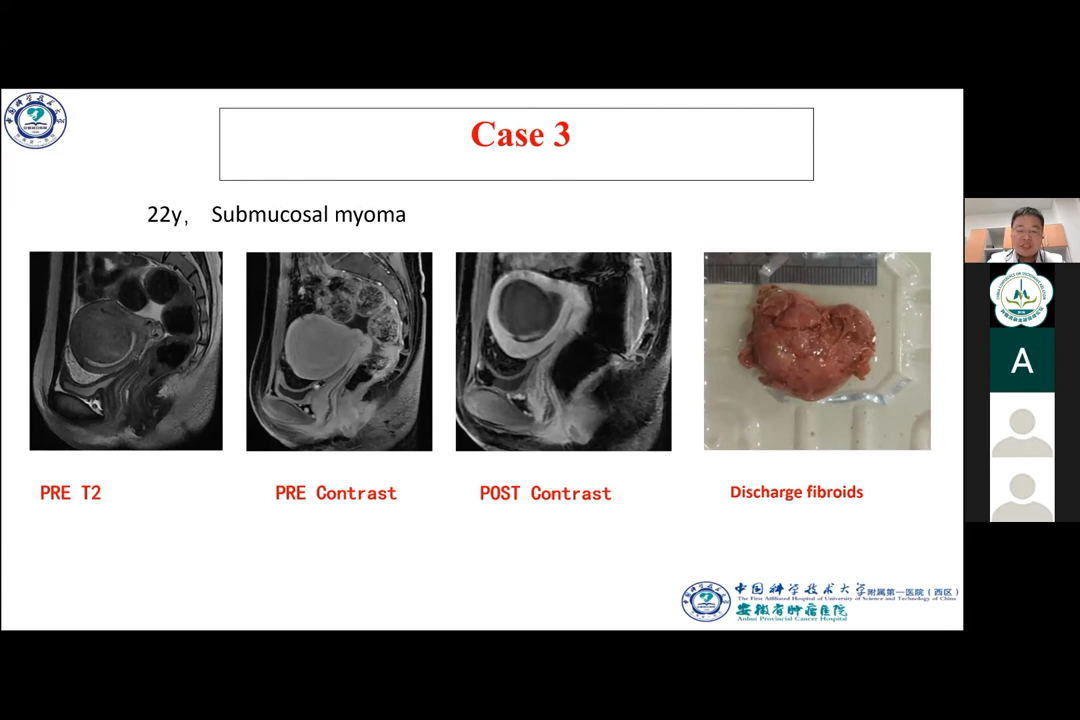 Case 3
22y, Submucosal myoma
PRE T2
PRE Contrast
POST Contrast
Discharge fibroids
A
中国科学技术大学附属第一医院（西区）
The First Affiliated Hospital of University of Science and Technology of China
安徽省肿瘤医院
Anhui Provincial Cancer Hospital